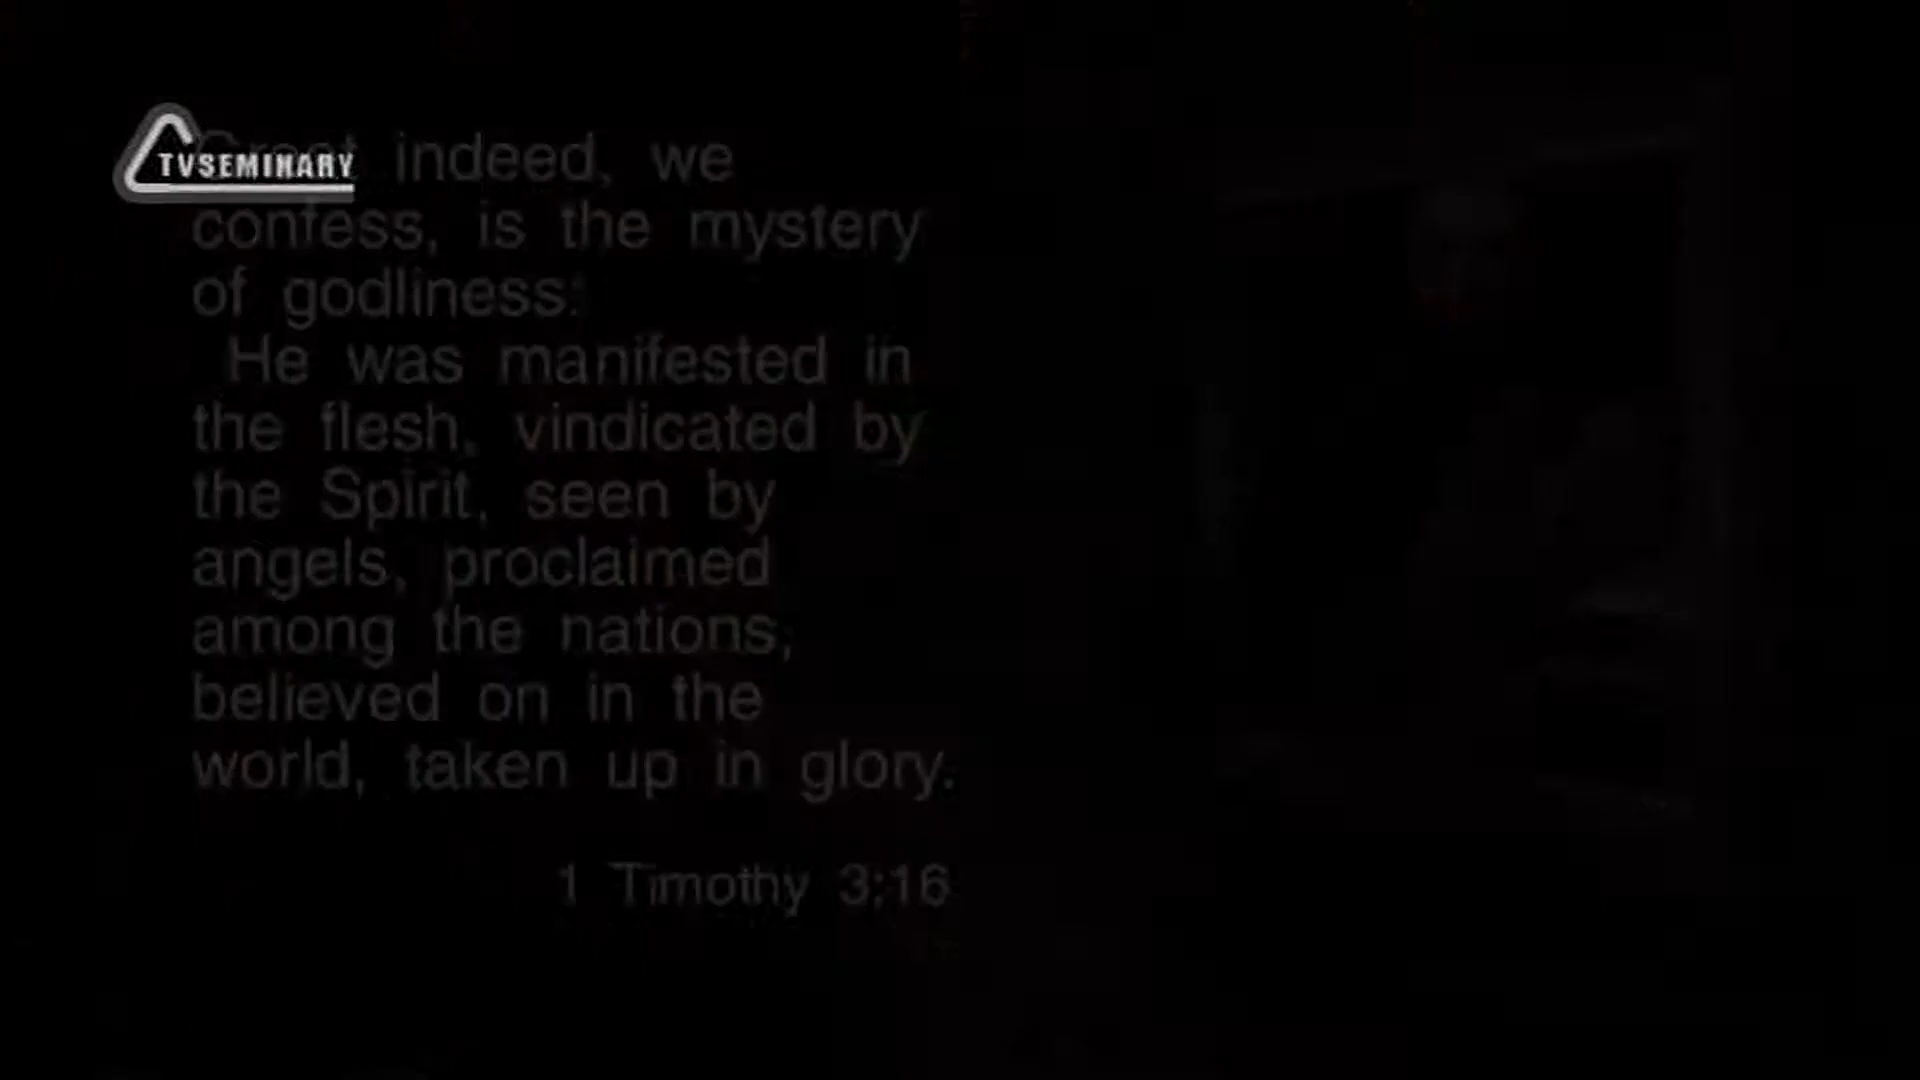 TVSEMINARY
Great indeed, we
confess, is the mystery
of godliness:
He was manifested in
the flesh, vindicated by
the Spirit, seen by
angels, proclaimed
among the nations,
believed on in the
world, taken up in glory.
1 Timothy 3:16